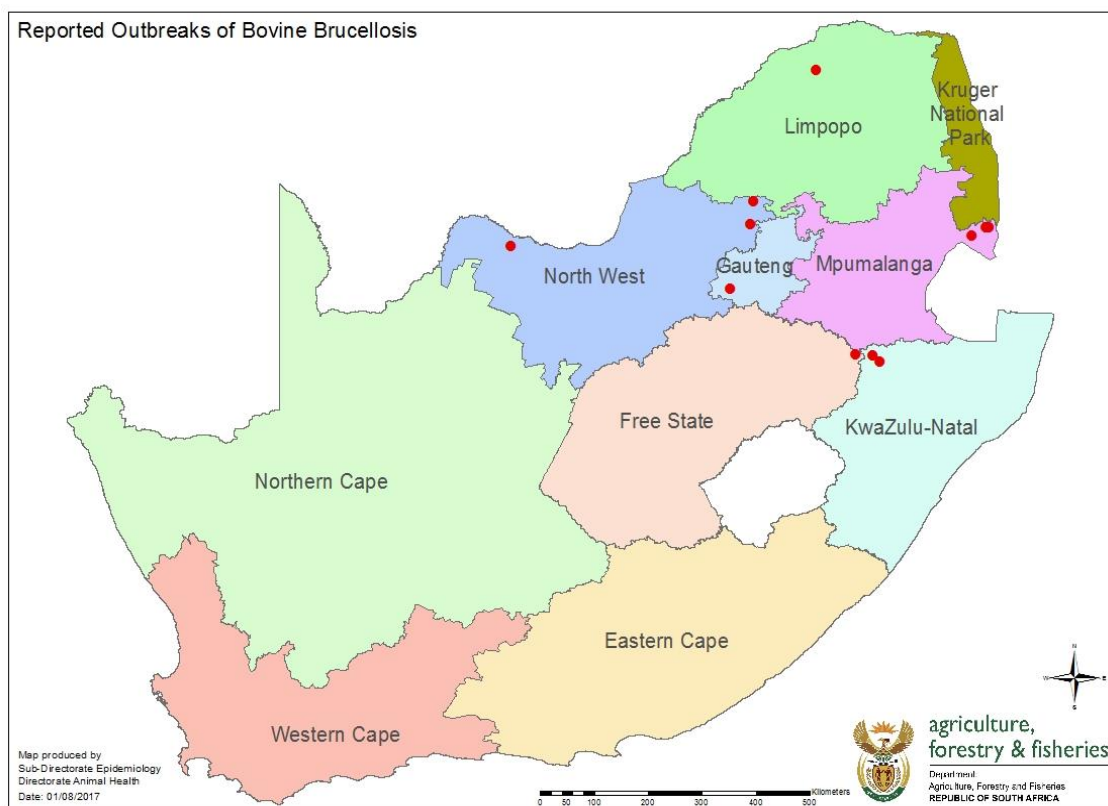 Reported Outbreaks of Bovine Brucellosis
Kruger
National
Park
Limpopo
North West
Gauteng
Mpumalanga
Free State
KwaZulu-Natal
Northern Cape
Eastern Cape
Western Cape
N
W
E
S
Map produced by
Sub-Directorate Epidemiology
Directorate Animal Health
Date: 01/08/2017
Kilometers
0 50 100 200 300 400 500
agriculture,
forestry & fisheries
Department:
Agriculture, Forestry and Fisheries
REPUBLIC OF SOUTH AFRICA